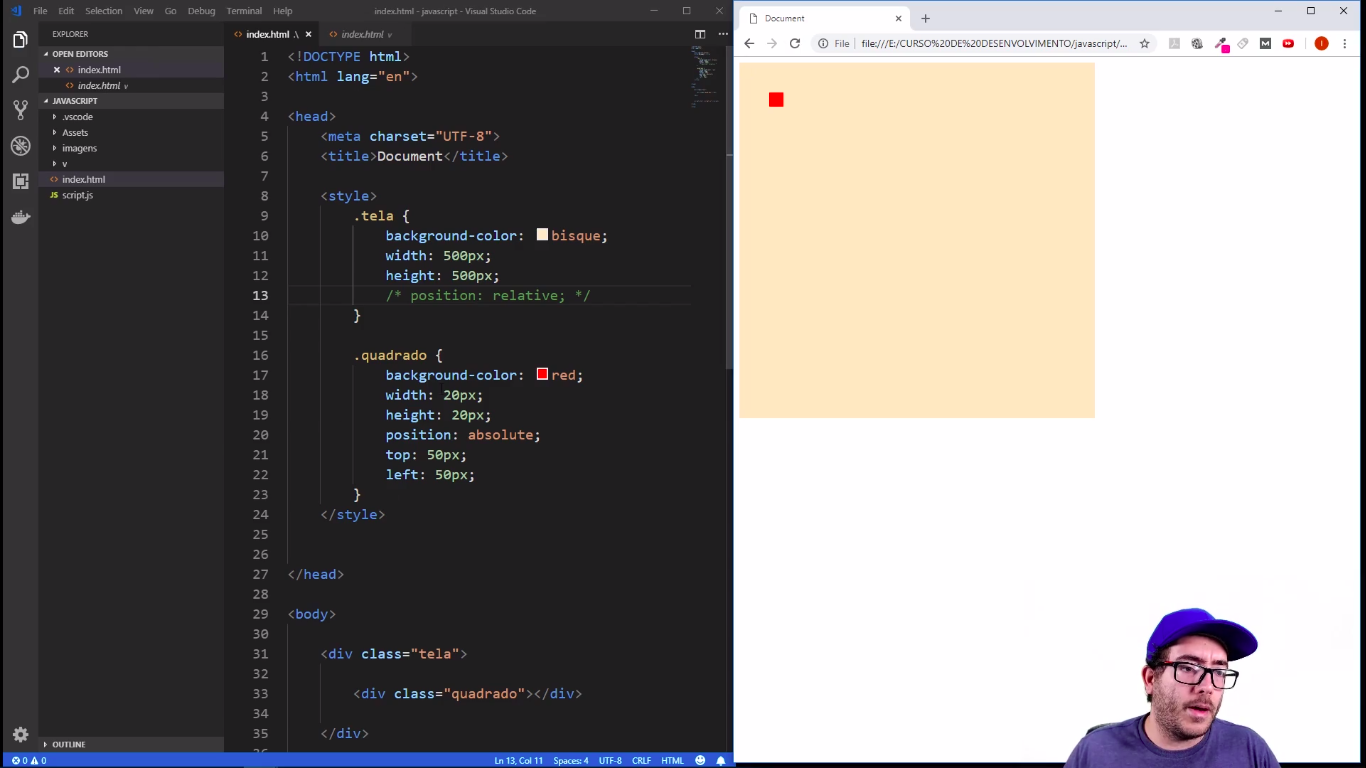 File Edit Selection View Go Debug Terminal Help
index.html - javascript - Visual Studio Code
EXPLORER
OPEN EDITORS
index.html
index.html v
JAVASCRIPT
.vscode
Assets
imagens
v
index.html
script.js
OUTLINE
index.html \
index.html v
1 <!DOCTYPE html>
2 <html lang="en">
3
4 <head>
5 <meta charset="UTF-8">
6 <title>Document</title>
7
8 <style>
9 .tela {
10 background-color: bisque;
11 width: 500px;
12 height: 500px;
13 /* position: relative; */
14 }
15
16 .quadrado {
17 background-color: red;
18 width: 20px;
19 height: 20px;
20 position: absolute;
21 top: 50px;
22 left: 50px;
23 }
24 </style>
25
26
27 </head>
28
29 <body>
30
31 <div class="tela">
32
33 <div class="quadrado"></div>
34
35 </div>
0 0
Ln 13, Col 11 Spaces: 4 UTF-8 CRLF HTML
Document
File file:///E:/CURSO%20DE%20DESENVOLVIMENTO/javascript/...